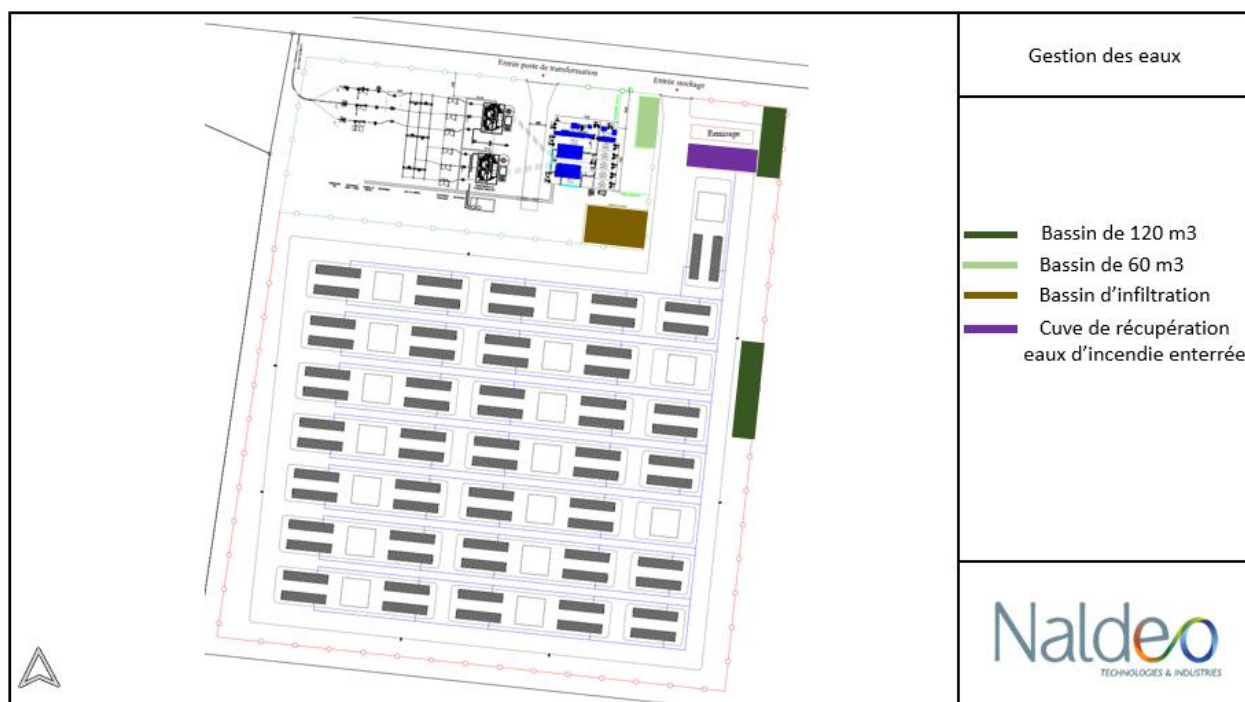 Gestion des eaux
Entrée poste de transformation
Entrée stockage
Remisage
Bassin de 120 m3
Bassin de 60 m3
Bassin d'infiltration
Cuve de récupération
eaux d'incendie enterrée
Naldeo
TECHNOLOGIES & INDUSTRIES